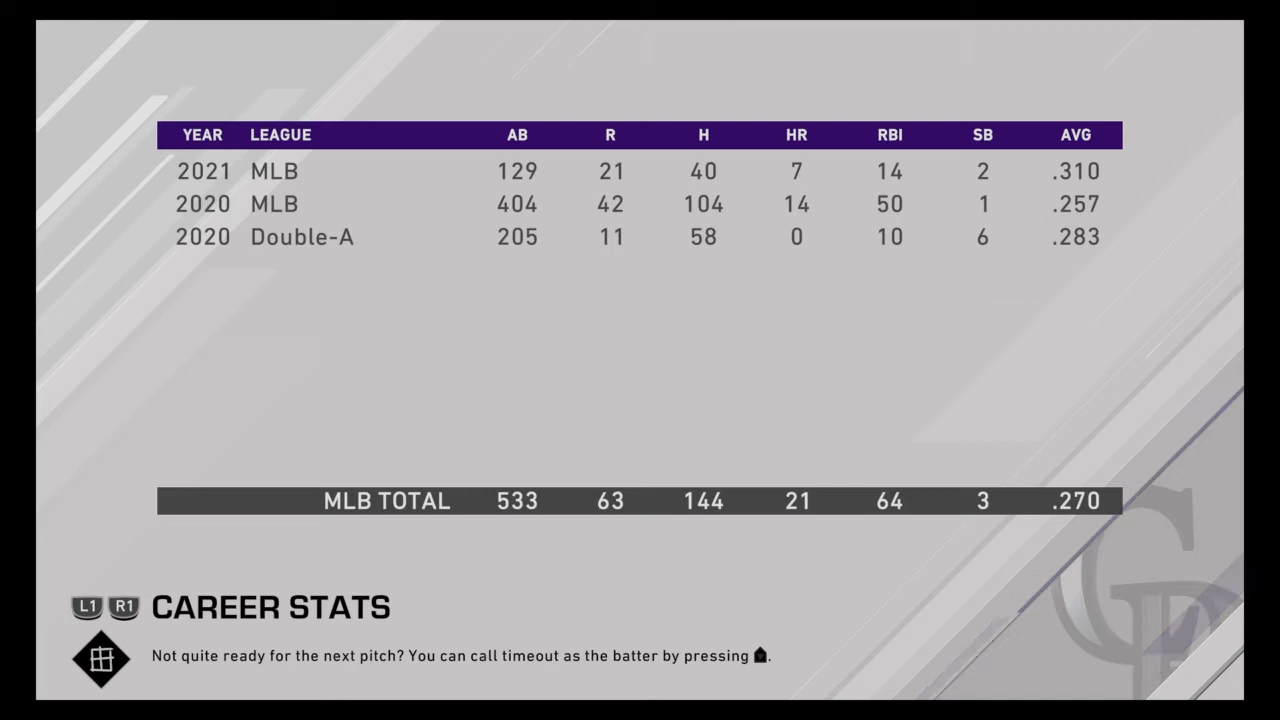 YEAR LEAGUE AB R H HR RBI SB AVG
2021 MLB 129 21 40 7 14 2 .310
2020 MLB 404 42 104 14 50 1 .257
2020 Double-A 205 11 58 0 10 6 .283
MLB TOTAL 533 63 144 21 64 3 .270
L1 R1 CAREER STATS
Not quite ready for the next pitch? You can call timeout as the batter by pressing .